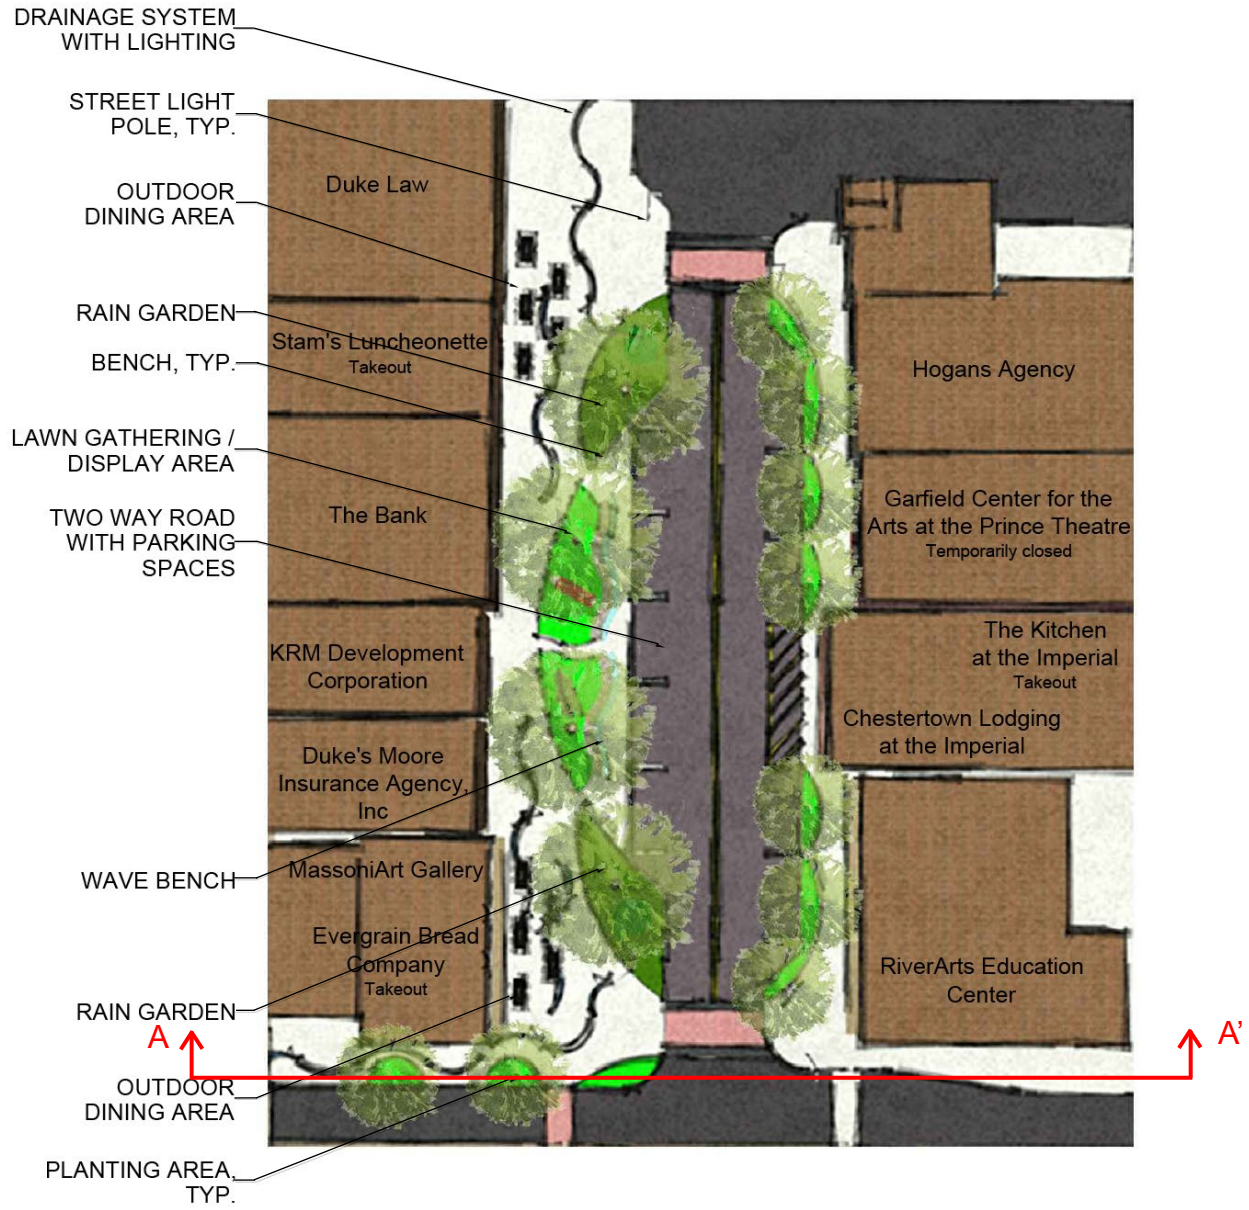 DRAINAGE SYSTEM
WITH LIGHTING
STREET LIGHT
POLE, TYP.
OUTDOOR
DINING AREA
RAIN GARDEN
BENCH, TYP.
LAWN GATHERING /
DISPLAY AREA
TWO WAY ROAD
WITH PARKING
SPACES
WAVE BENCH
RAIN GARDEN
A
OUTDOOR
DINING AREA
PLANTING AREA,
TYP.
Duke Law
Stam's Luncheonette
Takeout
The Bank
KRM Development
Corporation
Duke's Moore
Insurance Agency,
Inc
MassoniArt Gallery
Evergrain Bread
Company
Takeout
Hogans Agency
Garfield Center for the
Arts at the Prince Theatre
Temporarily closed
The Kitchen
at the Imperial
Takeout
Chestertown Lodging
at the Imperial
RiverArts Education
Center
A'